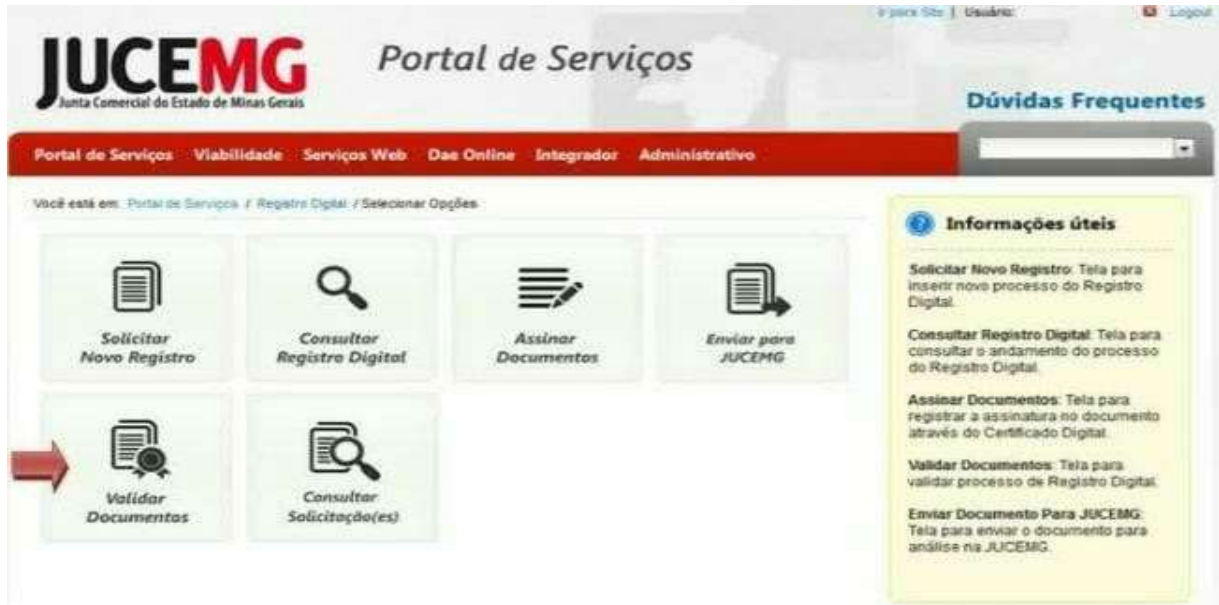 Ir para Site | Usuário: Logout
JUCEMG
Junta Comercial do Estado de Minas Gerais
Portal de Serviços
Dúvidas Frequentes
Portal de Serviços Viabilidade Serviços Web Dae Online Integrador Administrativo
Você está em: Portal de Serviços / Registro Digital / Selecionar Opções
Solicitar
Novo Registro
Consultar
Registro Digital
Assinar
Documentos
Enviar para
JUCEMG
Validar
Documentos
Consultar
Solicitação(es)
Informações úteis
Solicitar Novo Registro: Tela para
inserir novo processo do Registro
Digital.
Consultar Registro Digital: Tela para
consultar o andamento do processo
do Registro Digital.
Assinar Documentos: Tela para
registrar a assinatura no documento
através do Certificado Digital.
Validar Documentos: Tela para
validar processo de Registro Digital.
Enviar Documento Para JUCEMG:
Tela para enviar o documento para
análise na JUCEMG.